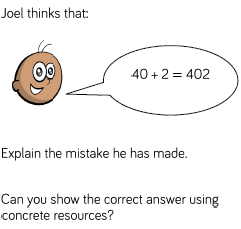 Joel thinks that:
40 + 2 = 402
Explain the mistake he has made.
Can you show the correct answer using
concrete resources?